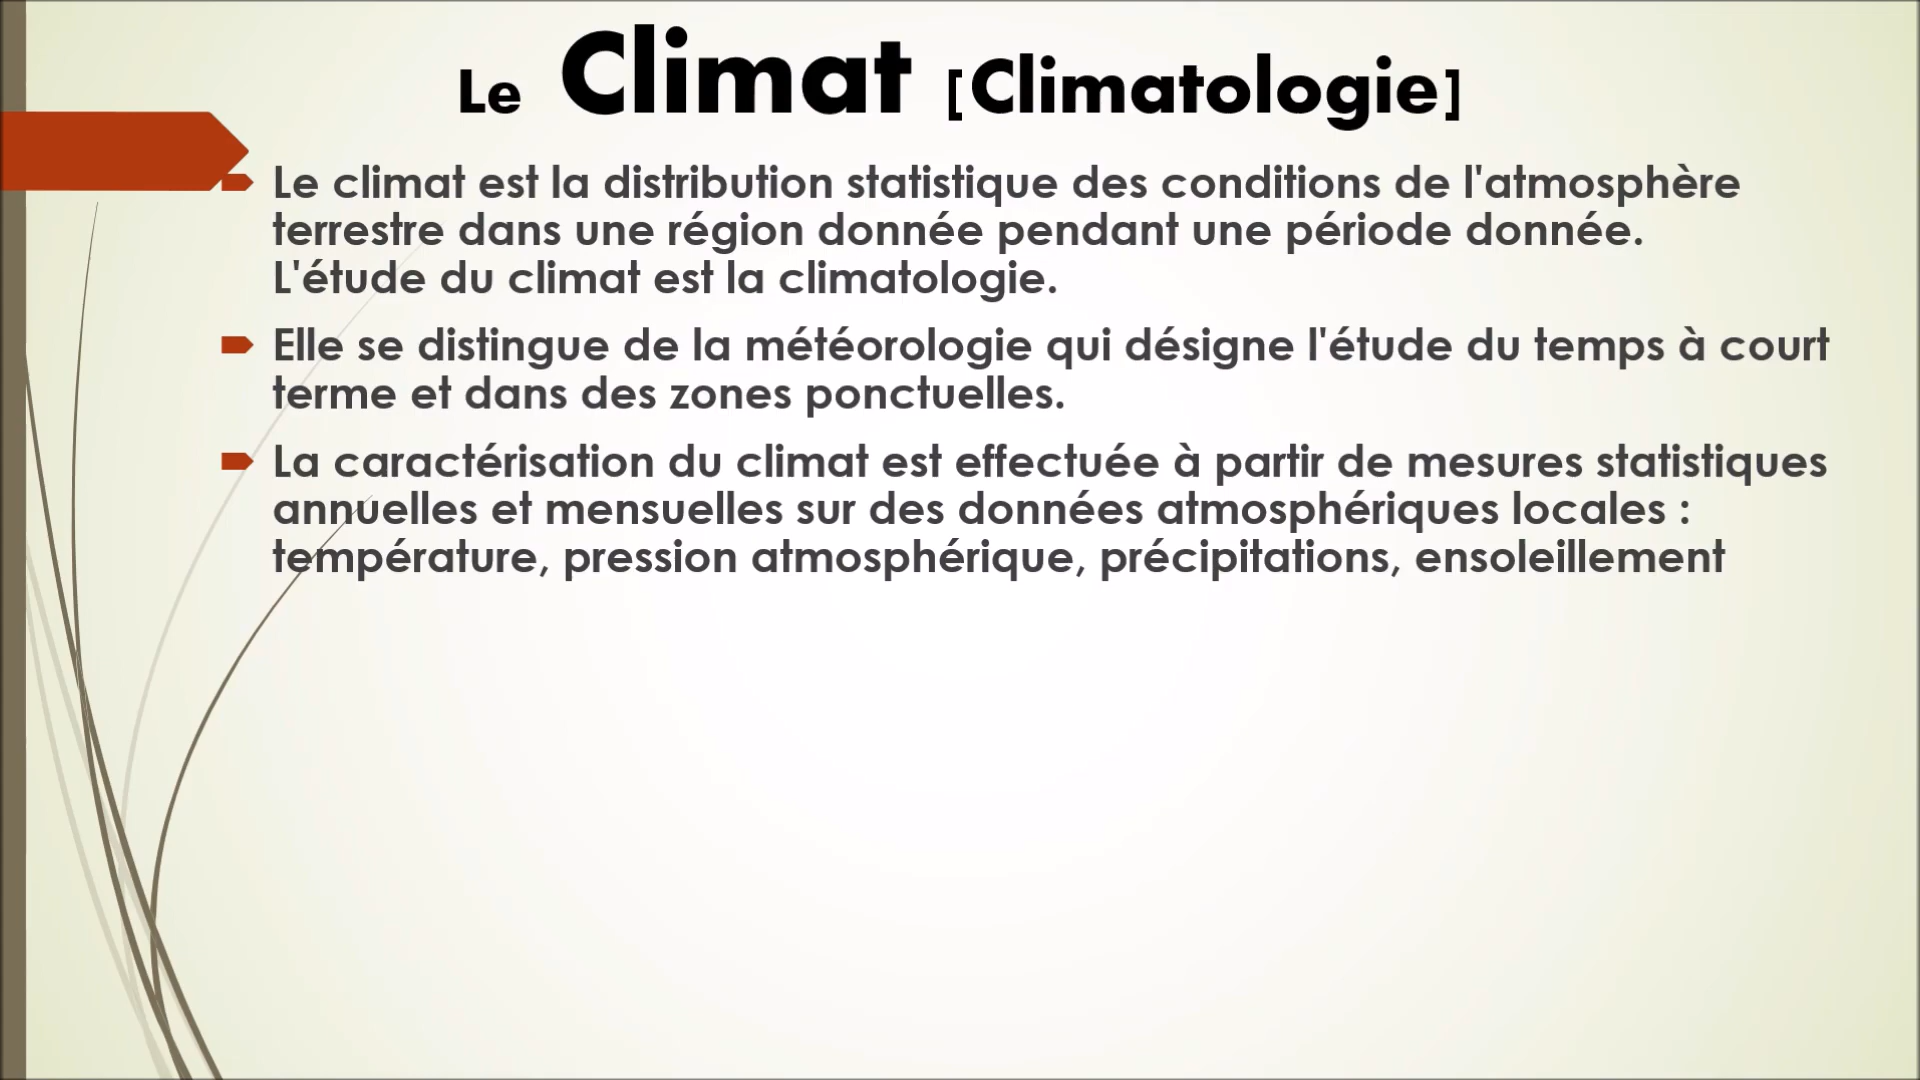 Le Climat [Climatologie]
Le climat est la distribution statistique des conditions de l'atmosphère
terrestre dans une région donnée pendant une période donnée.
L'étude du climat est la climatologie.
Elle se distingue de la météorologie qui désigne l'étude du temps à court
terme et dans des zones ponctuelles.
La caractérisation du climat est effectuée à partir de mesures statistiques
annuelles et mensuelles sur des données atmosphériques locales :
température, pression atmosphérique, précipitations, ensoleillement